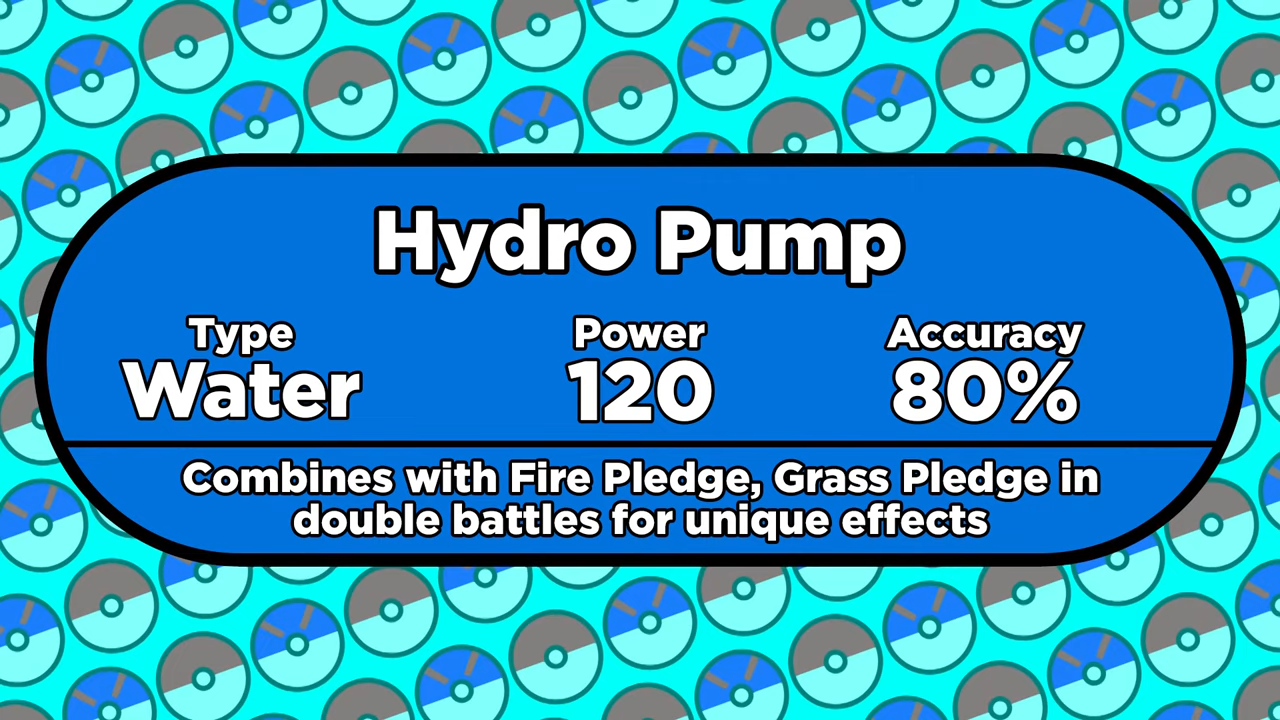 Hydro Pump
Type Power Accuracy
Water 120 80%
Combines with Fire Pledge, Grass Pledge in
double battles for unique effects